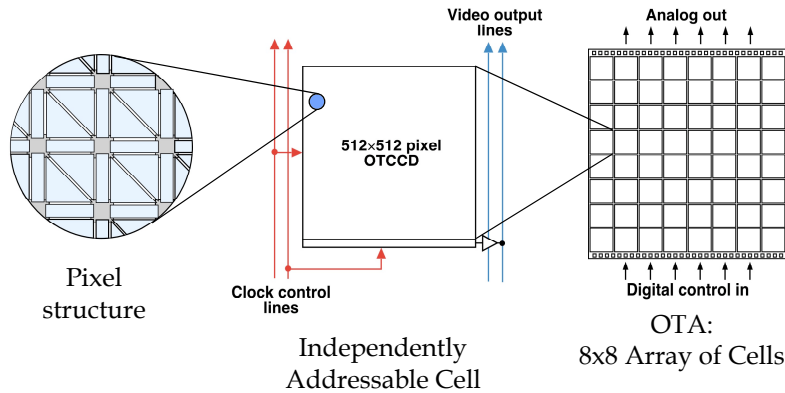 Video output
lines
Analog out
512×512 pixel
OTCCD
Clock control
lines
Digital control in
Pixel
structure
Independently
Addressable Cell
OTA:
8x8 Array of Cells